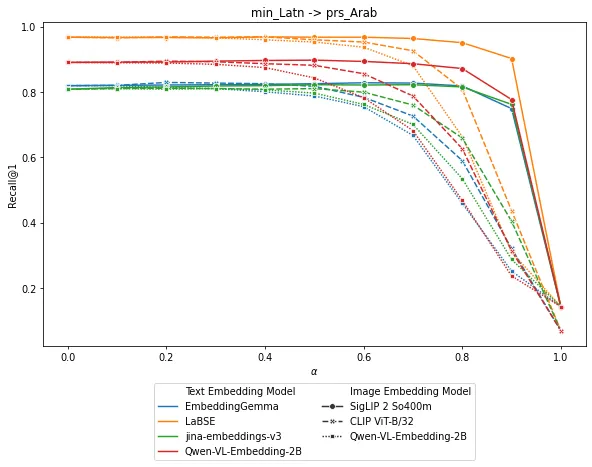 min_Latn -> prs_Arab
Recall@1
1.0
0.8
0.6
0.4
0.2
0.0 0.2 0.4 0.6 0.8 1.0
α
Text Embedding Model
EmbeddingGemma
LaBSE
jina-embeddings-v3
Qwen-VL-Embedding-2B
Image Embedding Model
SigLIP 2 So400m
CLIP ViT-B/32
Qwen-VL-Embedding-2B